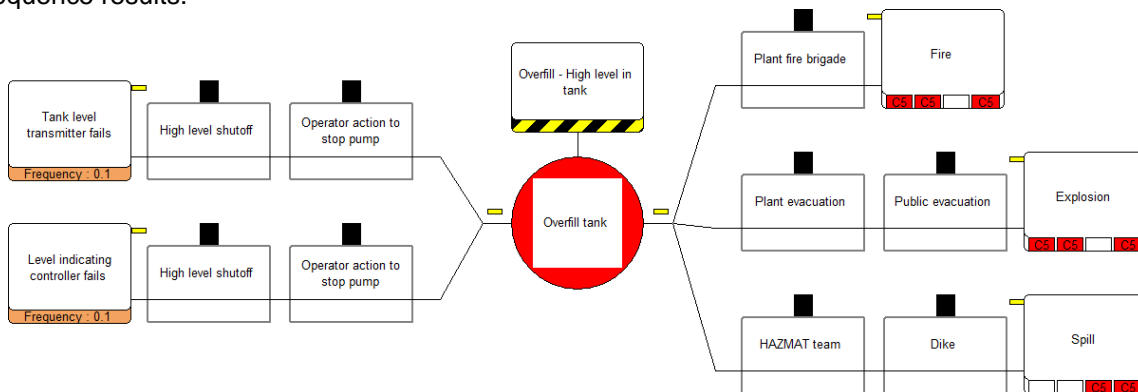 equence results.
Tank level
transmitter fails
Frequency : 0.1
High level shutoff
Operator action to
stop pump
Level indicating
controller fails
Frequency : 0.1
High level shutoff
Operator action to
stop pump
Overfill - High level in
tank
Overfill tank
Plant fire brigade
Fire
C5 C5 C5
Plant evacuation
Public evacuation
Explosion
C5 C5 C5
HAZMAT team
Dike
Spill
C5 C5